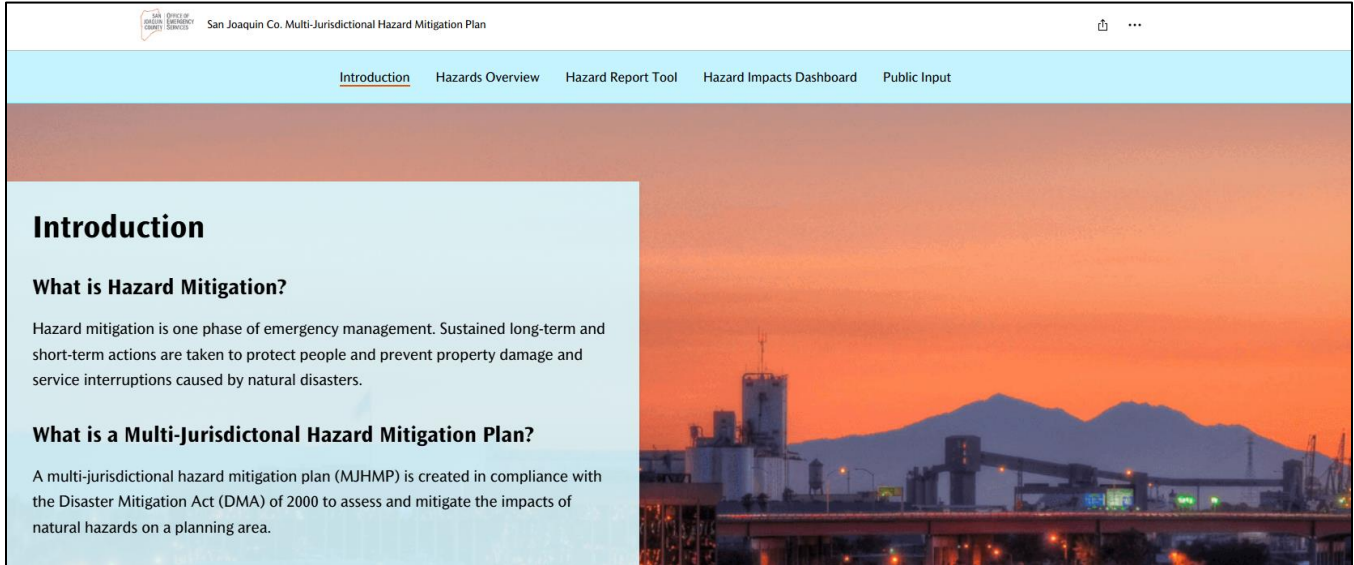 SAN JOAQUIN COUNTY
OFFICE OF EMERGENCY SERVICES
San Joaquin Co. Multi-Jurisdictional Hazard Mitigation Plan
Introduction Hazards Overview Hazard Report Tool Hazard Impacts Dashboard Public Input
Introduction
What is Hazard Mitigation?
Hazard mitigation is one phase of emergency management. Sustained long-term and
short-term actions are taken to protect people and prevent property damage and
service interruptions caused by natural disasters.
What is a Multi-Jurisdictonal Hazard Mitigation Plan?
A multi-jurisdictional hazard mitigation plan (MJHMP) is created in compliance with
the Disaster Mitigation Act (DMA) of 2000 to assess and mitigate the impacts of
natural hazards on a planning area.